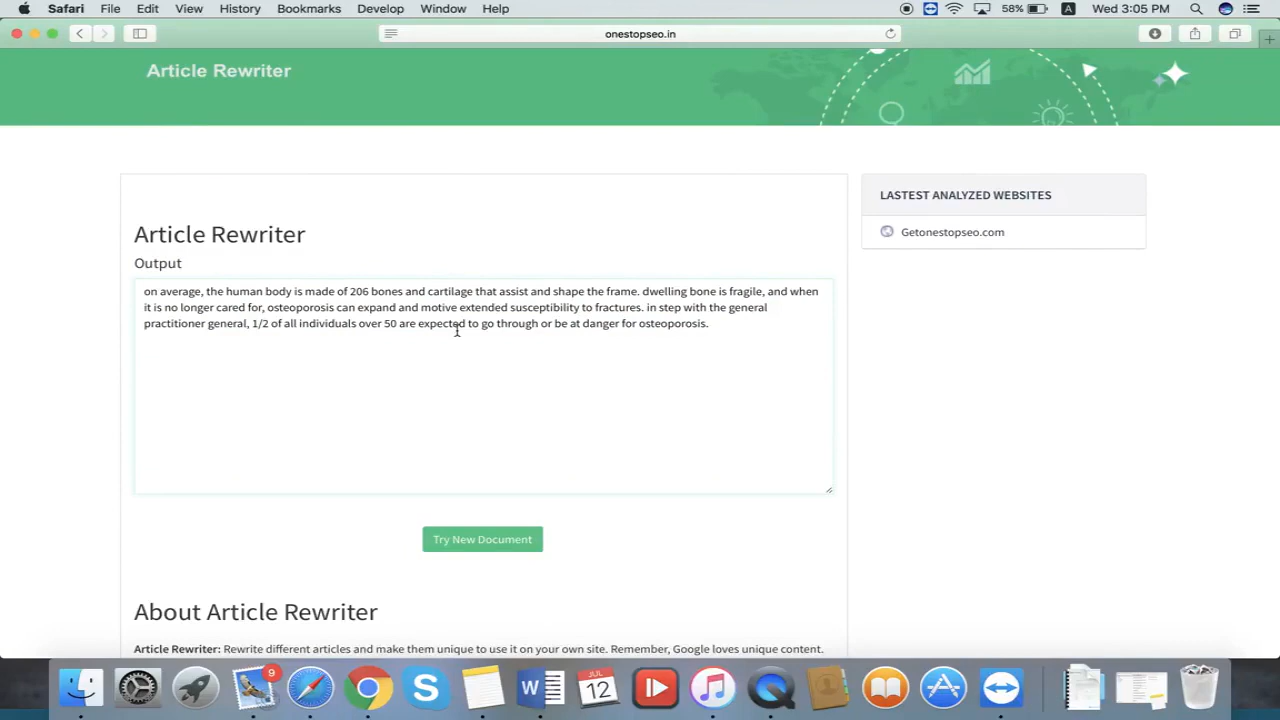 Safari File Edit View History Bookmarks Develop Window Help 58% A Wed 3:05 PM
onestopseo.in
Article Rewriter
LASTEST ANALYZED WEBSITES
Getonestopseo.com
Article Rewriter
Output
on average, the human body is made of 206 bones and cartilage that assist and shape the frame. dwelling bone is fragile, and when
it is no longer cared for, osteoporosis can expand and motive extended susceptibility to fractures. in step with the general
practitioner general, 1/2 of all individuals over 50 are expected to go through or be at danger for osteoporosis.
Try New Document
About Article Rewriter
Article Rewriter: Rewrite different articles and make them unique to use it on your own site. Remember, Google loves unique content.
9
JUL
12